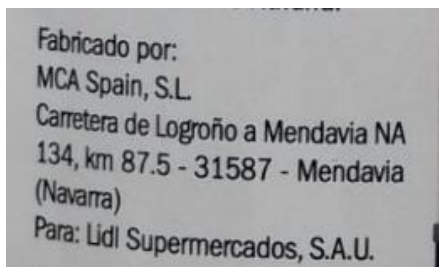 Fabricado por:
MCA Spain, S.L.
Carretera de Logroño a Mendavia NA
134, km 87.5 - 31587 - Mendavia
(Navarra)
Para: Lidl Supermercados, S.A.U.